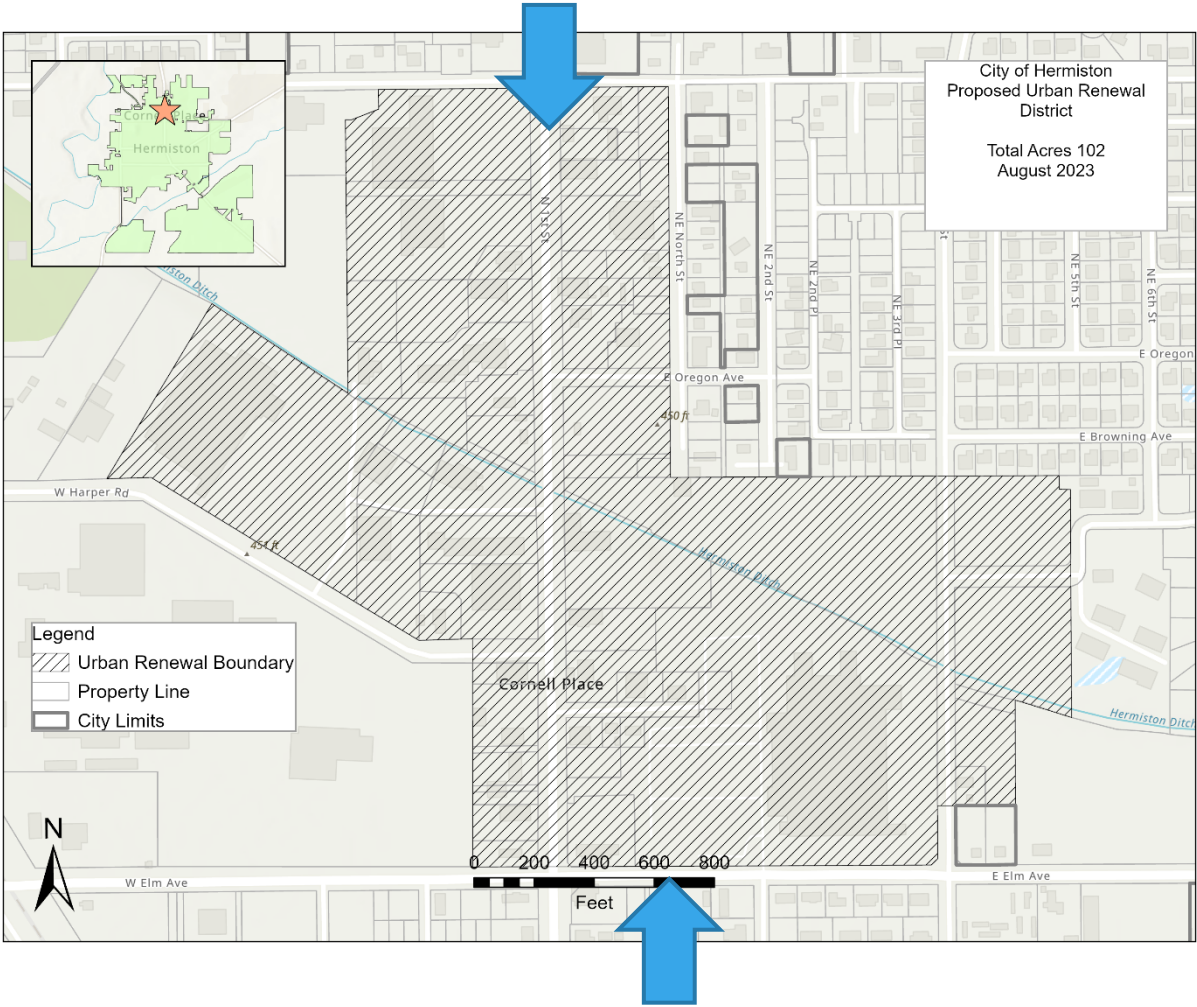 City of Hermiston
Proposed Urban Renewal
District
Total Acres 102
August 2023
Hermiston
N 1st St
NE North St
NE 2nd St
NE 2nd Pl
NE 3rd Pl
St
NE 5th St
NE 6th St
iston Ditch
E Oregon
E Oregon Ave
450 ft
E Browning Ave
W Harper Rd
451 ft
Hermiston Ditch
Legend
Urban Renewal Boundary
Property Line
City Limits
Cornell Place
Hermiston Ditch
N
0 200 400 600 800
Feet
W Elm Ave
E Elm Ave